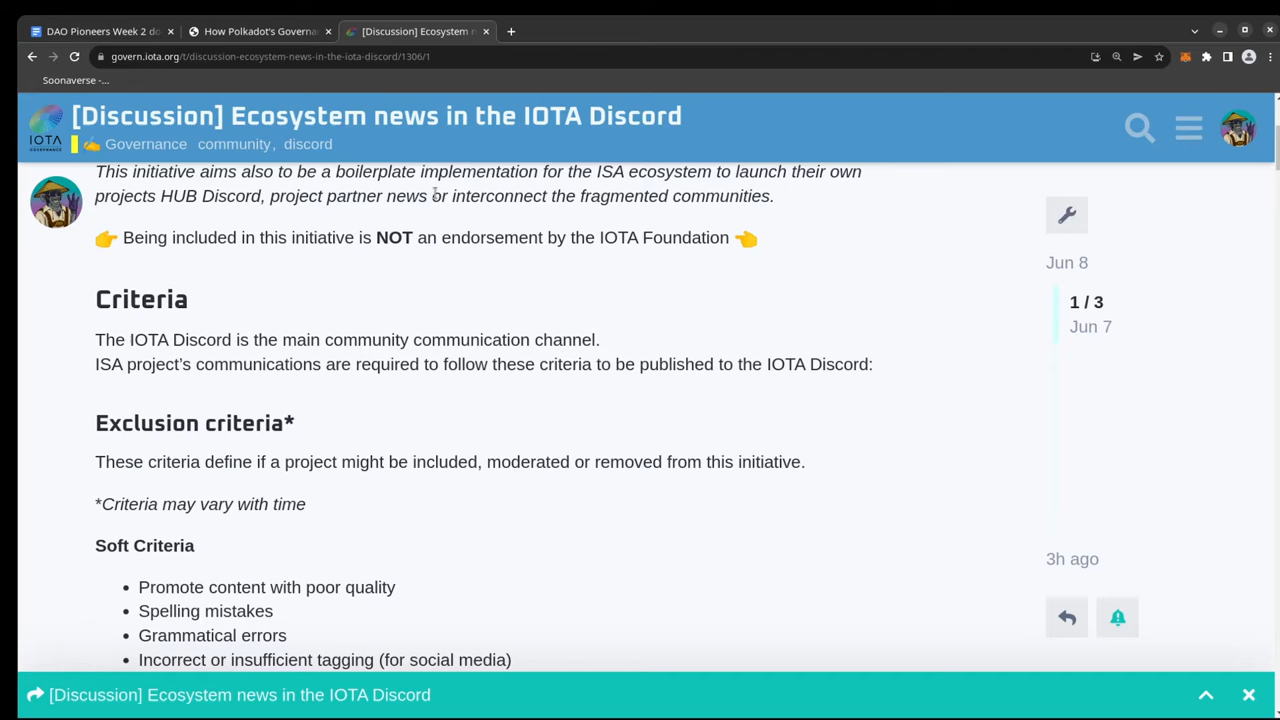 DAO Pioneers Week 2 do
How Polkadot's Governa
[Discussion] Ecosystem n
govern.iota.org/t/discussion-ecosystem-news-in-the-iota-discord/1306/1
Soonaverse -...
IOTA
GOVERNANCE
[Discussion] Ecosystem news in the IOTA Discord
Governance community, discord
This initiative aims also to be a boilerplate implementation for the ISA ecosystem to launch their own
projects HUB Discord, project partner news or interconnect the fragmented communities.
Being included in this initiative is NOT an endorsement by the IOTA Foundation
Jun 8
1 / 3
Jun 7
Criteria
The IOTA Discord is the main community communication channel.
ISA project’s communications are required to follow these criteria to be published to the IOTA Discord:
Exclusion criteria*
These criteria define if a project might be included, moderated or removed from this initiative.
*Criteria may vary with time
Soft Criteria
3h ago
• Promote content with poor quality
• Spelling mistakes
• Grammatical errors
• Incorrect or insufficient tagging (for social media)
[Discussion] Ecosystem news in the IOTA Discord